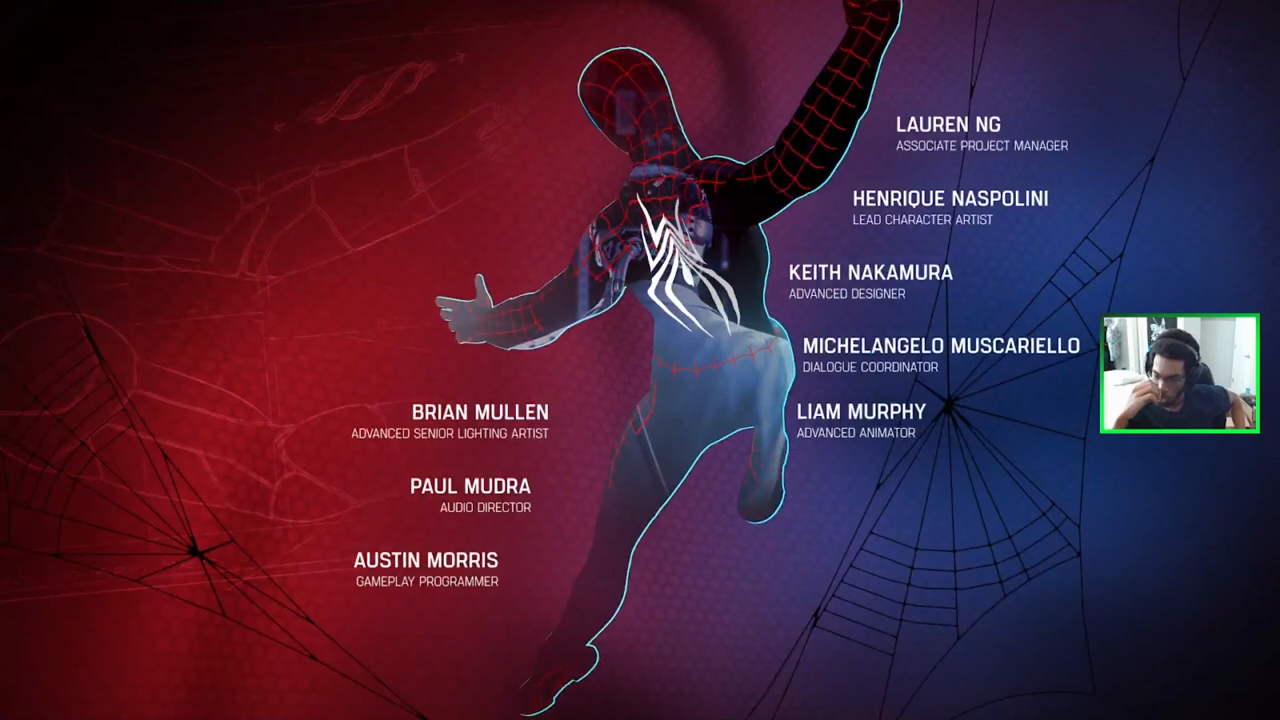 LAUREN NG
ASSOCIATE PROJECT MANAGER
HENRIQUE NASPOLINI
LEAD CHARACTER ARTIST
KEITH NAKAMURA
ADVANCED DESIGNER
MICHELANGELO MUSCARIELLO
DIALOGUE COORDINATOR
LIAM MURPHY
ADVANCED ANIMATOR
BRIAN MULLEN
ADVANCED SENIOR LIGHTING ARTIST
PAUL MUDRA
AUDIO DIRECTOR
AUSTIN MORRIS
GAMEPLAY PROGRAMMER